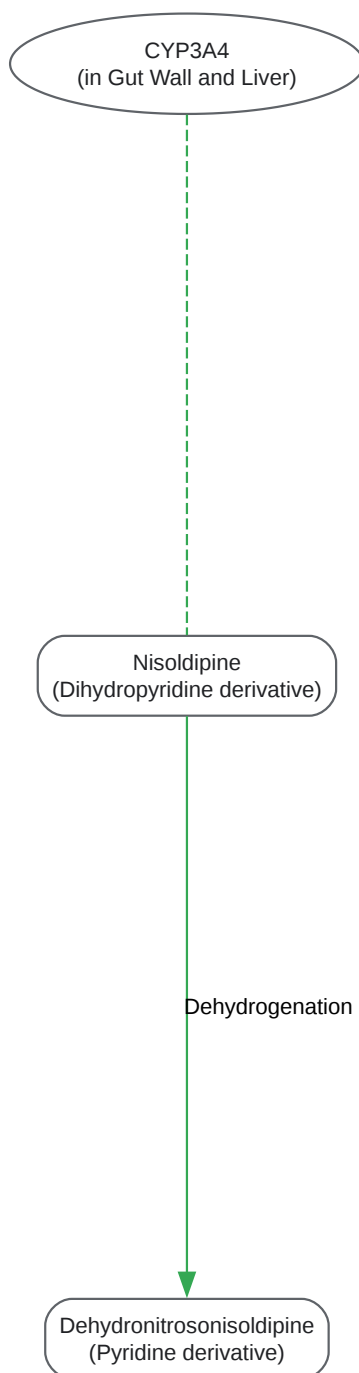 CYP3A4
(in Gut Wall and Liver)
Nisoldipine
(Dihydropyridine derivative)
Dehydrogenation
Dehydronitrosonisoldipine
(Pyridine derivative)